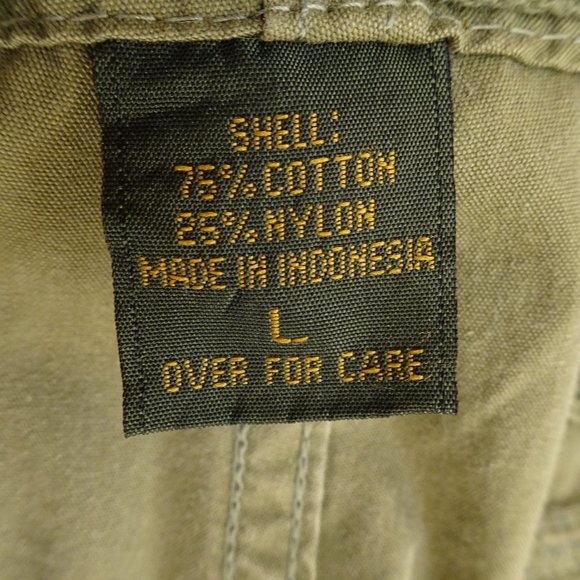 SHELL:
75% COTTON
25% NYLON
MADE IN INDONESIA
L
OVER FOR CARE